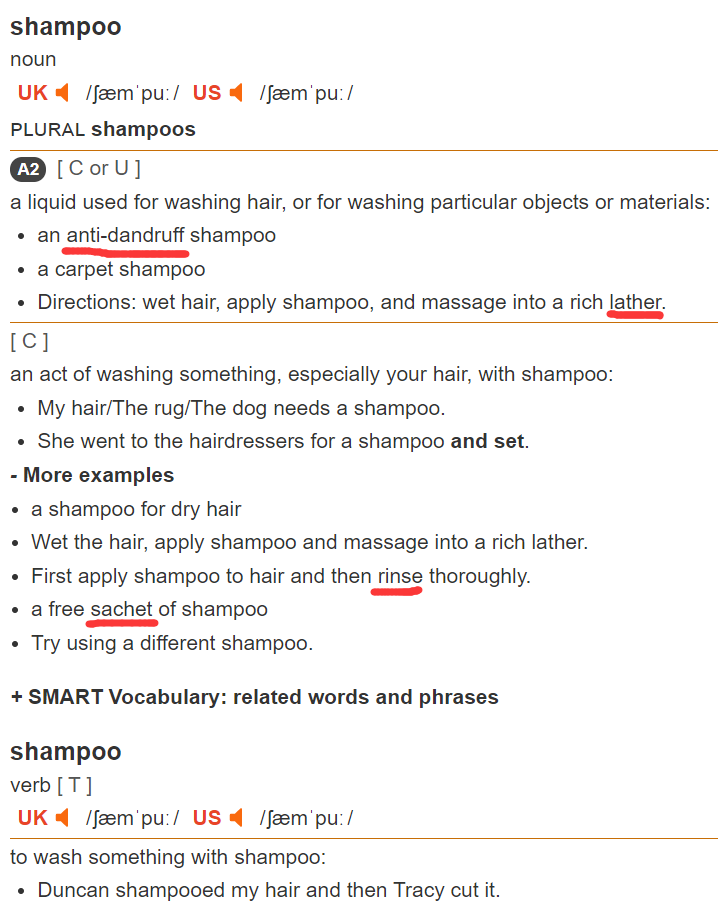 shampoo
noun
UK /ʃæmˈpuː/ US /ʃæmˈpuː/
PLURAL shampoos
A2 [ C or U ]
a liquid used for washing hair, or for washing particular objects or materials:
• an anti-dandruff shampoo
• a carpet shampoo
• Directions: wet hair, apply shampoo, and massage into a rich lather.
[ C ]
an act of washing something, especially your hair, with shampoo:
• My hair/The rug/The dog needs a shampoo.
• She went to the hairdressers for a shampoo and set.
- More examples
• a shampoo for dry hair
• Wet the hair, apply shampoo and massage into a rich lather.
• First apply shampoo to hair and then rinse thoroughly.
• a free sachet of shampoo
• Try using a different shampoo.
+ SMART Vocabulary: related words and phrases
shampoo
verb [ T ]
UK /ʃæmˈpuː/ US /ʃæmˈpuː/
to wash something with shampoo:
• Duncan shampooed my hair and then Tracy cut it.